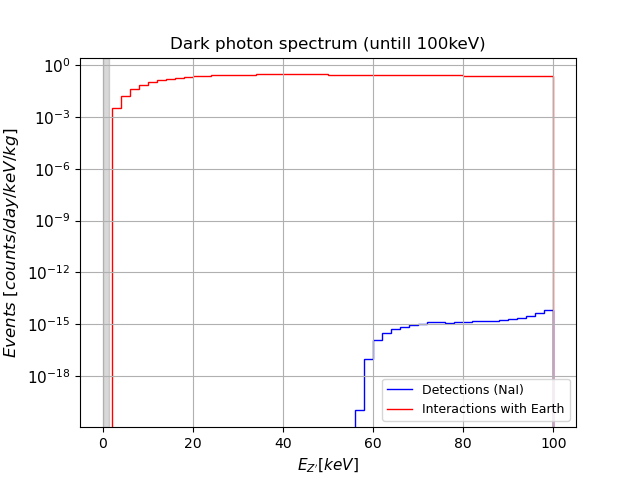 Dark photon spectrum (untill 100keV)
Events [counts/day/keV/kg]
10^0
10^-3
10^-6
10^-9
10^-12
10^-15
10^-18
Detections (NaI)
Interactions with Earth
0 20 40 60 80 100
E_Z'[keV]